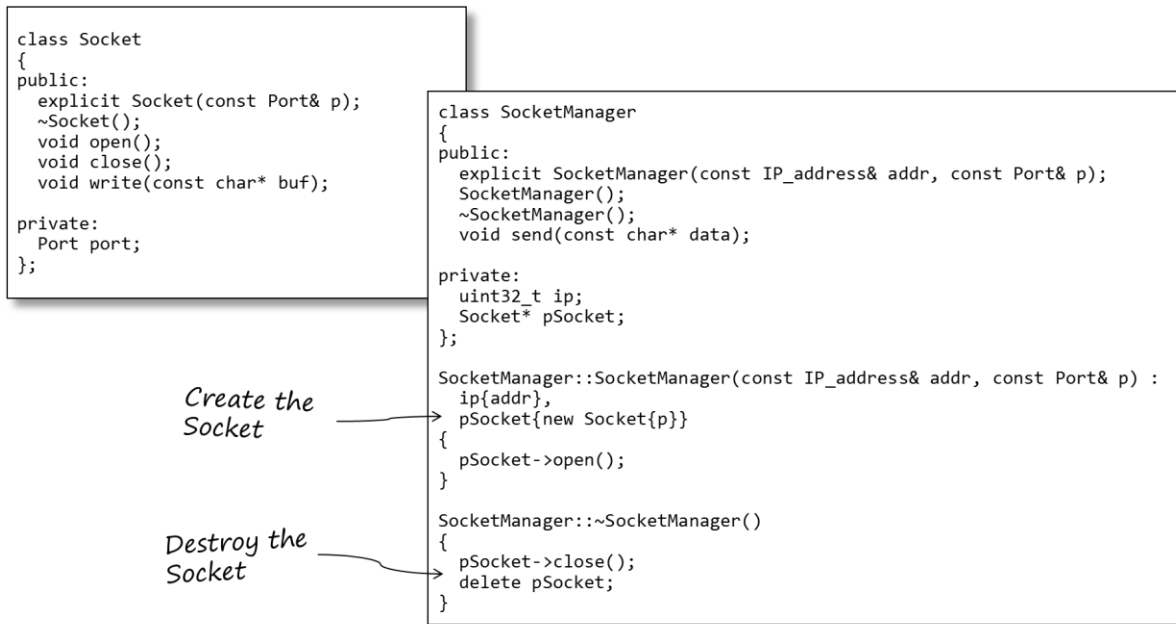 class Socket
{
public:
  explicit Socket(const Port& p);
  ~Socket();
  void open();
  void close();
  void write(const char* buf);
private:
  Port port;
};
class SocketManager
{
public:
  explicit SocketManager(const IP_address& addr, const Port& p);
  SocketManager();
  ~SocketManager();
  void send(const char* data);
private:
  uint32_t ip;
  Socket* pSocket;
};
SocketManager::SocketManager(const IP_address& addr, const Port& p) :
  ip{addr},
  pSocket{new Socket{p}}
{
  pSocket->open();
}
SocketManager::~SocketManager()
{
  pSocket->close();
  delete pSocket;
}
Create the
Socket
Destroy the
Socket